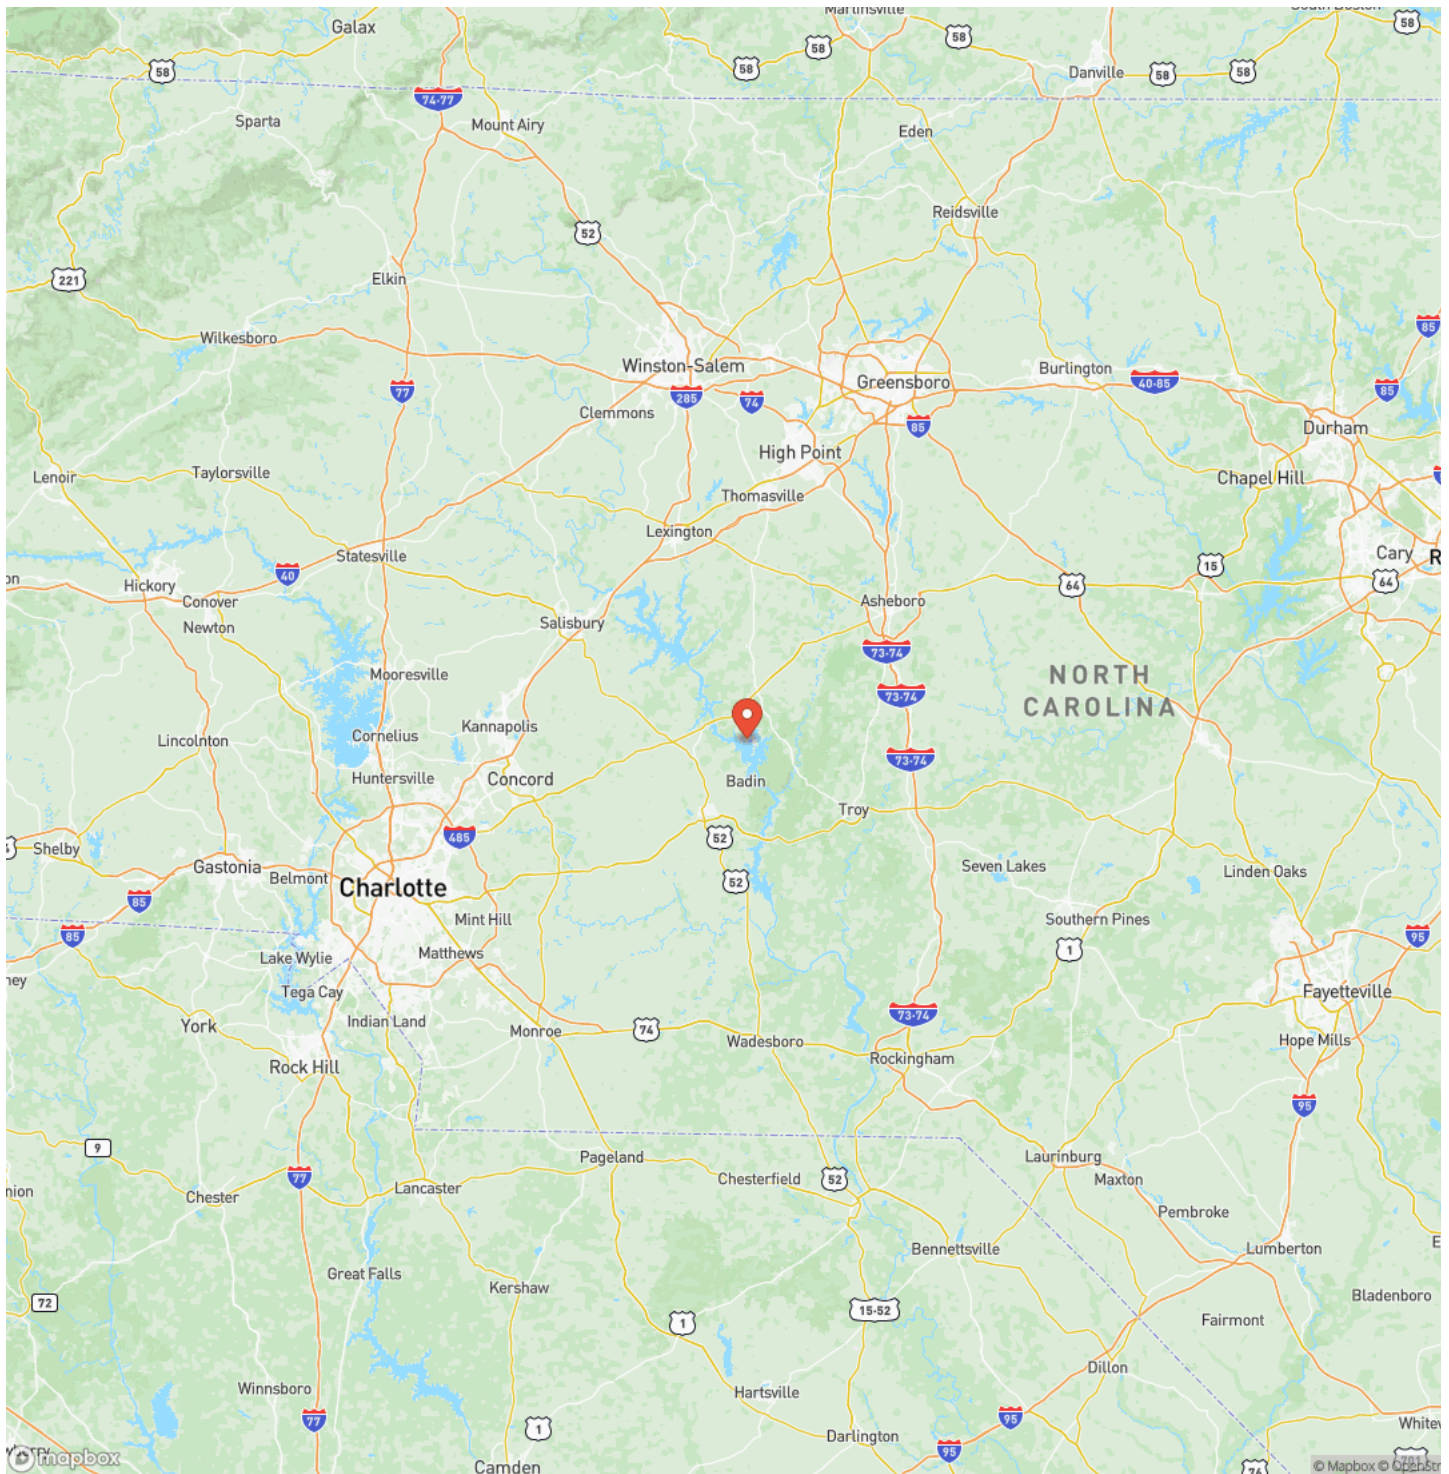 Martinsville
South Boston
58
Galax
58
58
58
Danville
58
58
74-77
Sparta
Mount Airy
Eden
Reidsville
52
221
Elkin
Wilkesboro
85
Winston-Salem
Greensboro
Burlington
40-85
77
285
74
85
Clemmons
85
Durham
High Point
Lenoir
Taylorsville
Chapel Hill
Thomasville
Lexington
Statesville
Cary
R
40
15
64
64
on
Hickory
Conover
Asheboro
Newton
Salisbury
73-74
Mooresville
NORTH
CAROLINA
73-74
Kannapolis
Cornelius
Lincolnton
73-74
Huntersville
Concord
Badin
Troy
485
52
Shelby
Gastonia
Belmont
Charlotte
52
Seven Lakes
Linden Oaks
85
Mint Hill
Southern Pines
85
95
Matthews
1
Lake Wylie
ney
Tega Cay
Fayetteville
York
Indian Land
Monroe
74
73-74
Wadesboro
Hope Mills
Rockingham
Rock Hill
95
9
Pageland
Laurinburg
77
Chesterfield
52
Maxton
nion
Chester
Lancaster
Pembroke
Bennettsville
Lumberton
E
Great Falls
Kershaw
Bladenboro
72
1
15-52
Fairmont
Dillon
Winnsboro
Hartsville
77
1
95
Whitev
Darlington
95
mapbox
Camden
76
701
© Mapbox © OpenStr